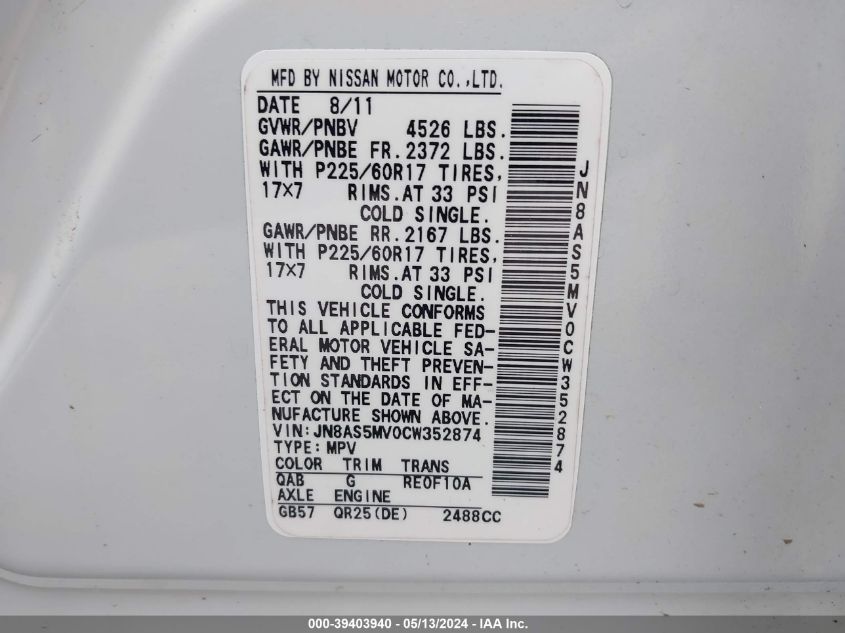 MFD BY NISSAN MOTOR CO.,LTD.
DATE 8/11
GVWR/PNBV 4526 LBS.
GAWR/PNBE FR.2372 LBS.
WITH P225/60R17 TIRES,
17X7 RIMS.AT 33 PSI
COLD SINGLE.
GAWR/PNBE RR.2167 LBS.
WITH P225/60R17 TIRES,
17X7 RIMS.AT 33 PSI
COLD SINGLE.
THIS VEHICLE CONFORMS
TO ALL APPLICABLE FED-
ERAL MOTOR VEHICLE SA-
FETY AND THEFT PREVEN-
TION STANDARDS IN EFF-
ECT ON THE DATE OF MA-
NUFACTURE SHOWN ABOVE.
VIN:JN8AS5MV0CW352874
TYPE:MPV
COLOR TRIM TRANS
QAB G RE0F10A
AXLE ENGINE
GB57 QR25(DE) 2488CC
JN8AS5MV0CW352874
000-39403940 - 05/13/2024 - IAA Inc.